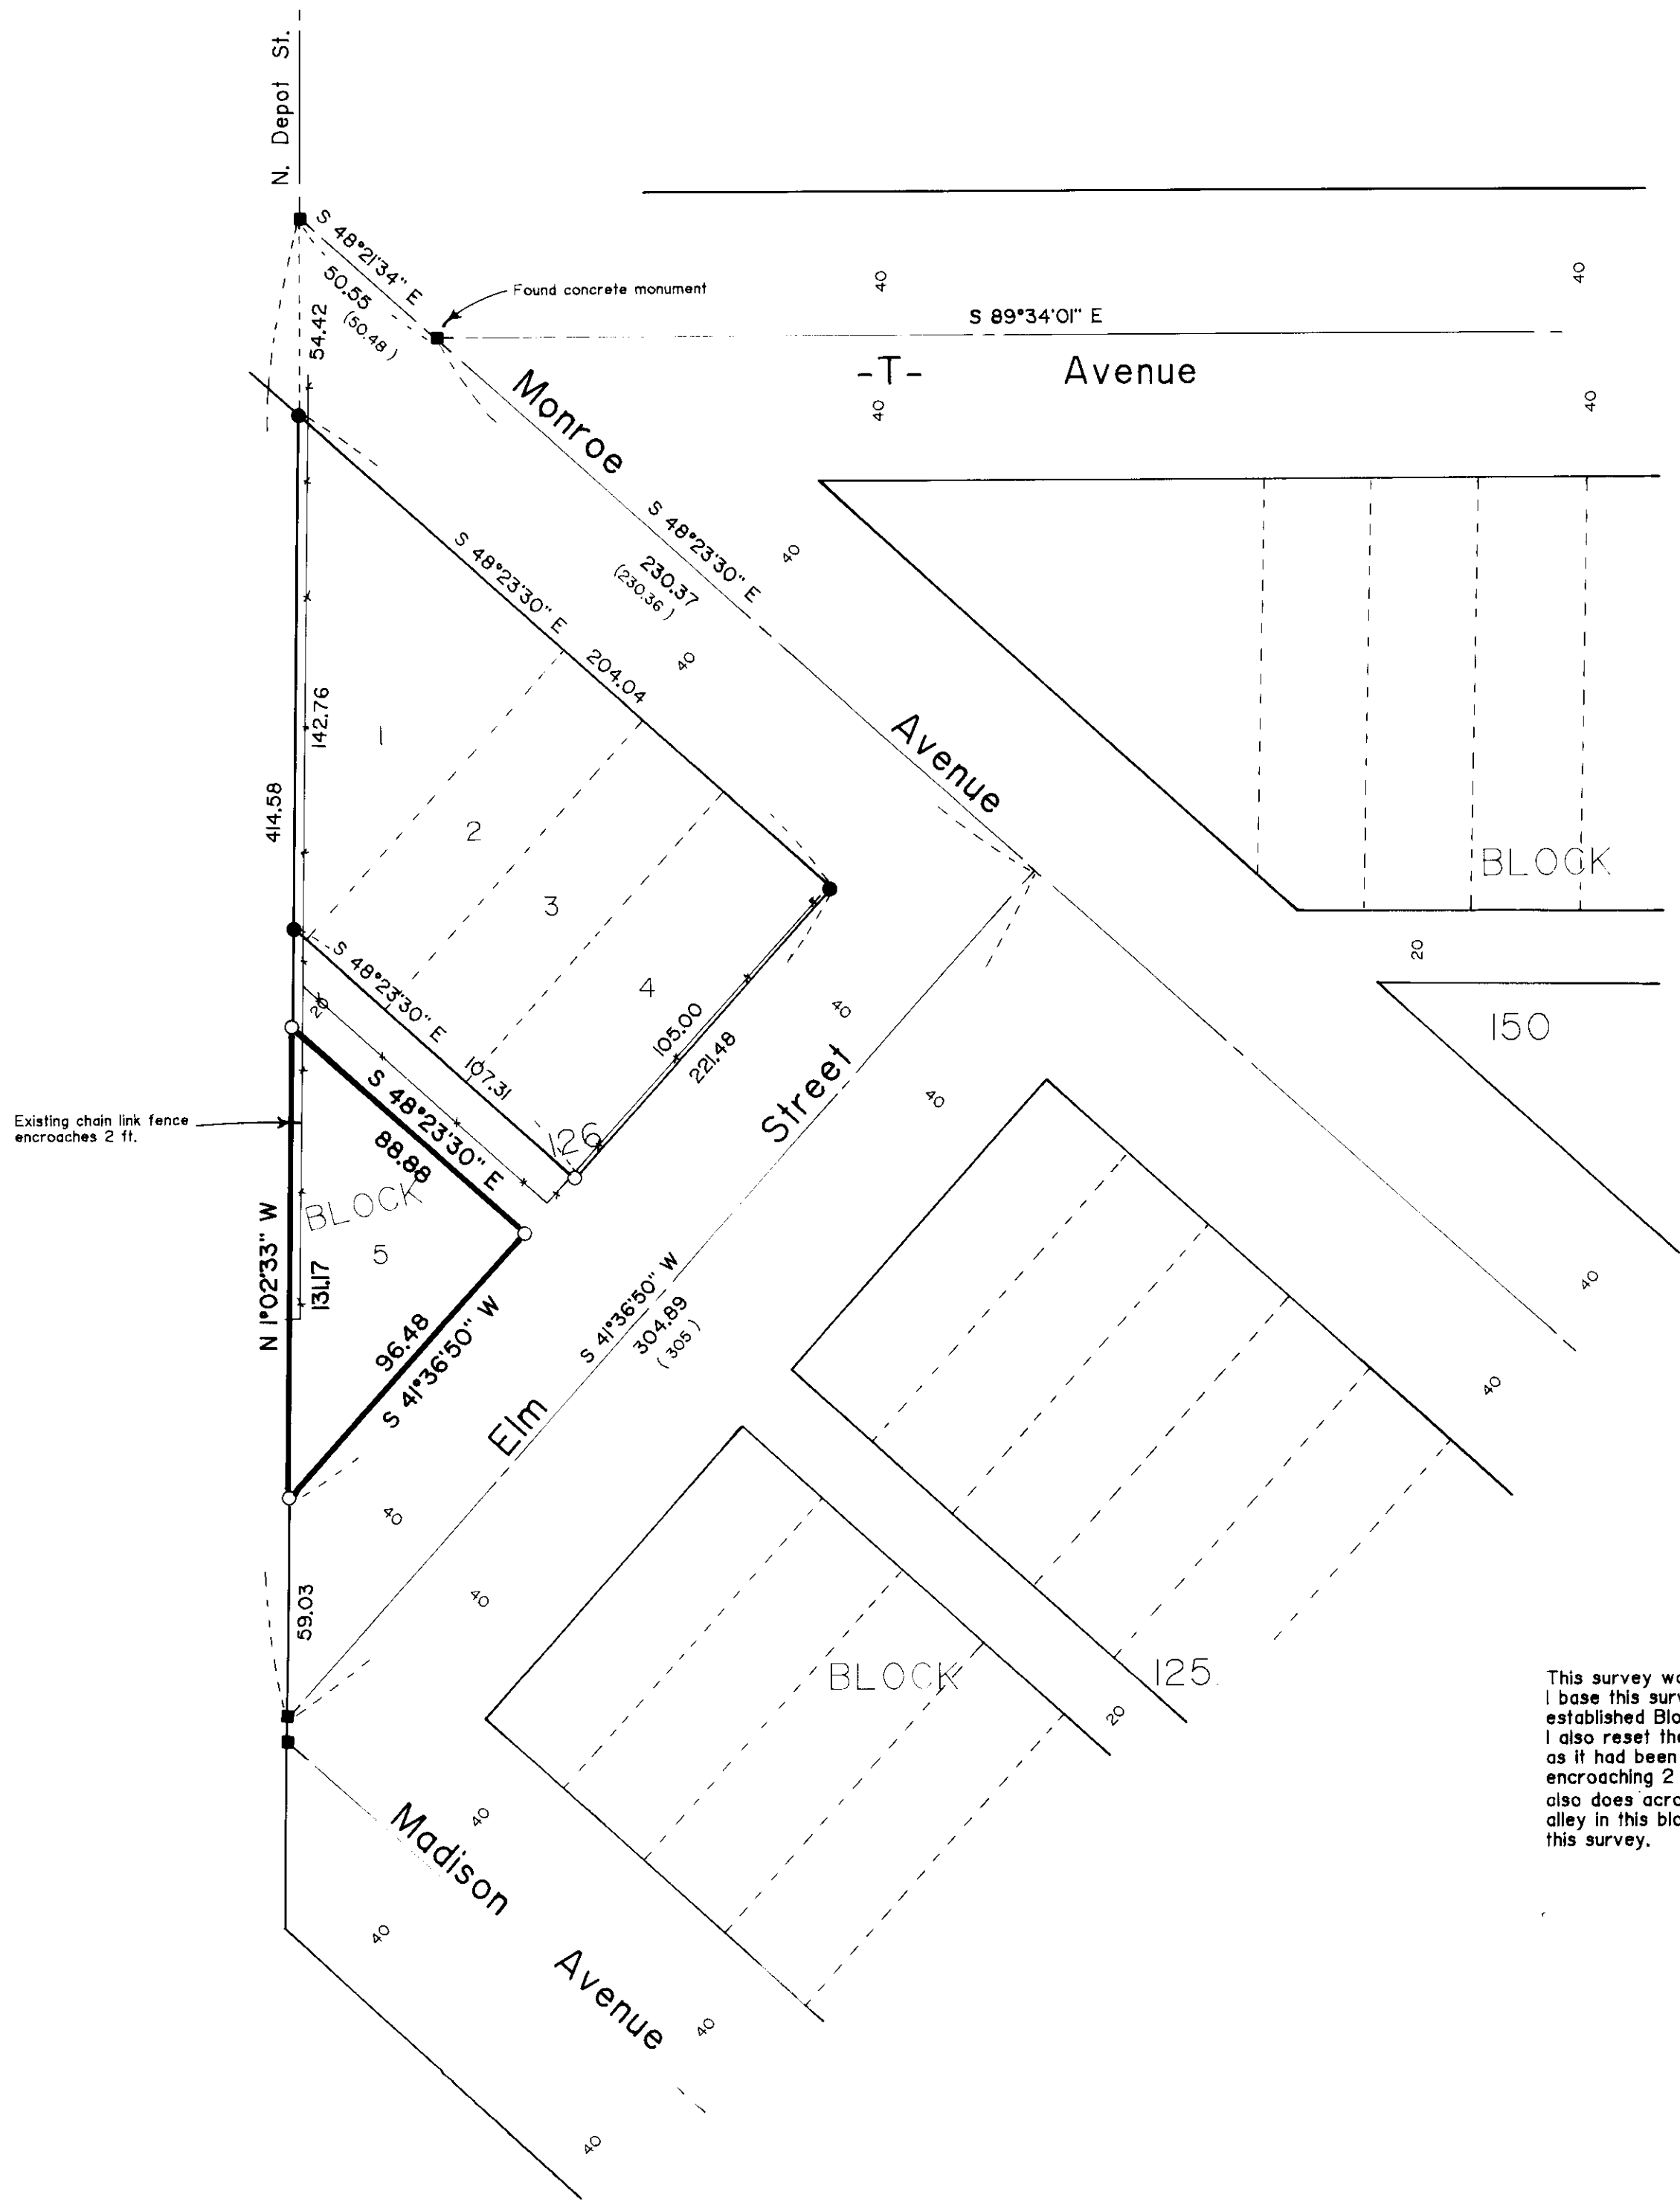 N. Depot St.
S 48°21'34" E
50.55
(50.48)
54.42
Found concrete monument
40
40
S 89°34'01" E
-T- Avenue
40
40
Monroe
S 48°23'30" E
230.37
(230.36)
40
40
S 48°23'30" E
204.04
142.76
414.58
1
2
3
4
Avenue
BLOCK
20
150
S 48°23'30" E
107.31
20
105.00
221.48
40
40
Street
Existing chain link fence
encroaches 2 ft.
S 48°23'30" E
88.88
126
BLOCK
5
N 1°02'33" W
131.17
96.48
S 41°36'50" W
S 41°36'50" W
304.89
(305)
40
40
Elm
40
40
59.03
BLOCK
125
20
40
Madison
Avenue
40
40
40
This survey wa
I base this surv
established Blo
I also reset the
as it had been
encroaching 2
also does acro
alley in this blo
this survey.